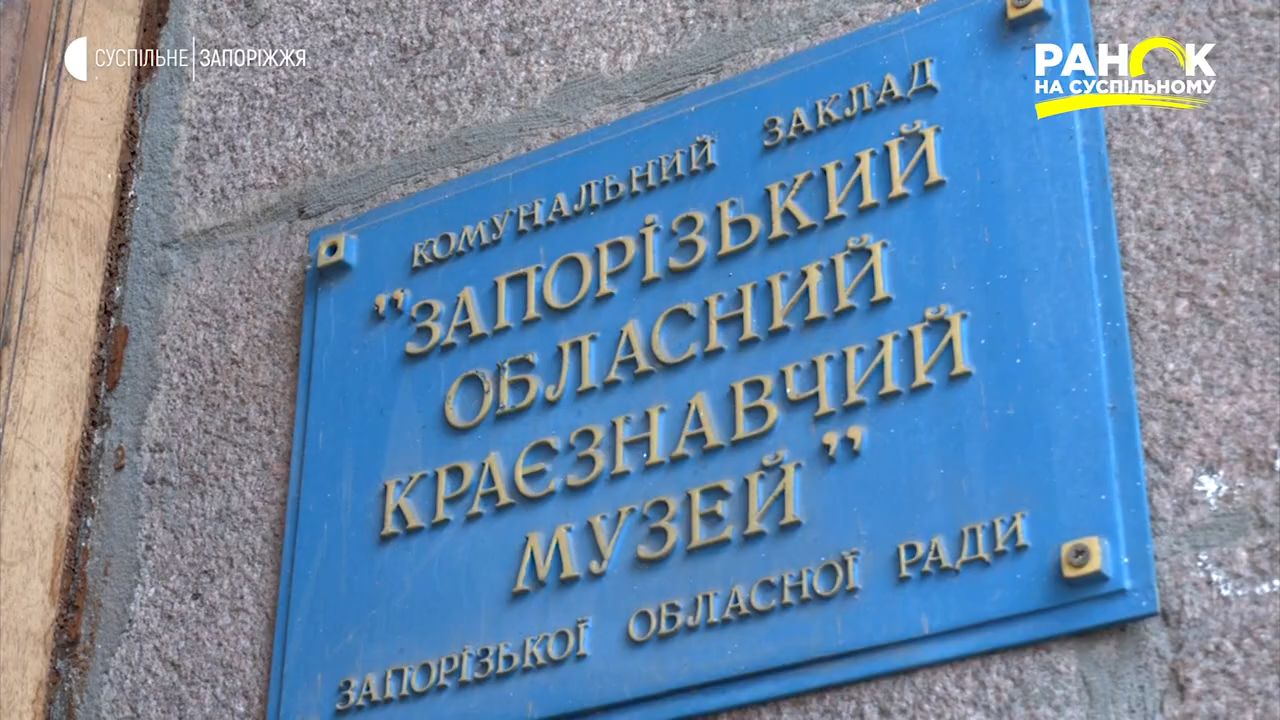 СУСПІЛЬНЕ ЗАПОРІЖЖЯ
РАНОК
НА СУСПІЛЬНОМУ
КОМУНАЛЬНИЙ ЗАКЛАД
"ЗАПОРІЗЬКИЙ
ОБЛАСНИЙ
КРАЄЗНАВЧИЙ
МУЗЕЙ"
ЗАПОРІЗЬКОЇ ОБЛАСНОЇ РАДИ